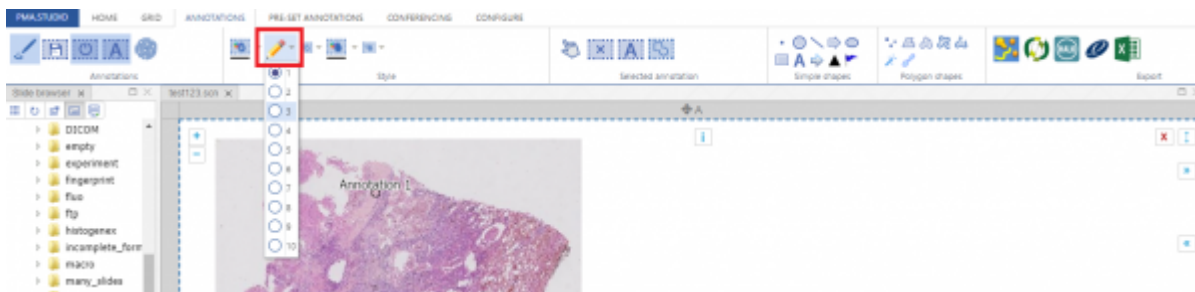 PMA.STUDIO HOME GRID ANNOTATIONS PRE-SET ANNOTATIONS CONFERENCING CONFIGURE
Annotations Style Selected annotation Simple shapes Polygon shapes Export
Slide browser test123.scn
A
1
2
3
4
5
6
7
8
9
10
DICOM
empty
experiment
fingerprint
fluo
ftp
histogenex
incomplete_form
macro
many_slides
Annotation 1